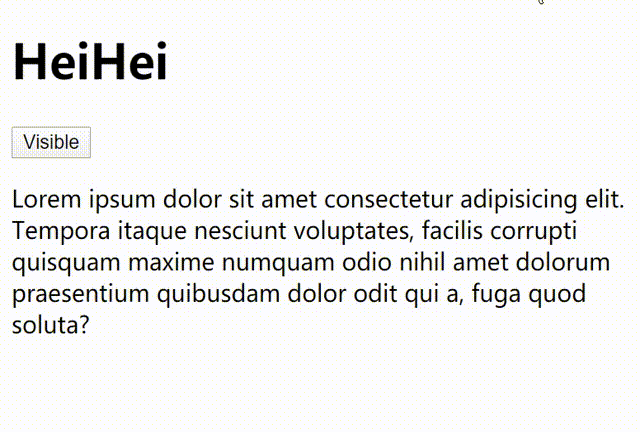 HeiHei
Visible
Lorem ipsum dolor sit amet consectetur adipisicing elit.
Tempora itaque nesciunt voluptates, facilis corrupti
quisquam maxime numquam odio nihil amet dolorum
praesentium quibusdam dolor odit qui a, fuga quod
soluta?